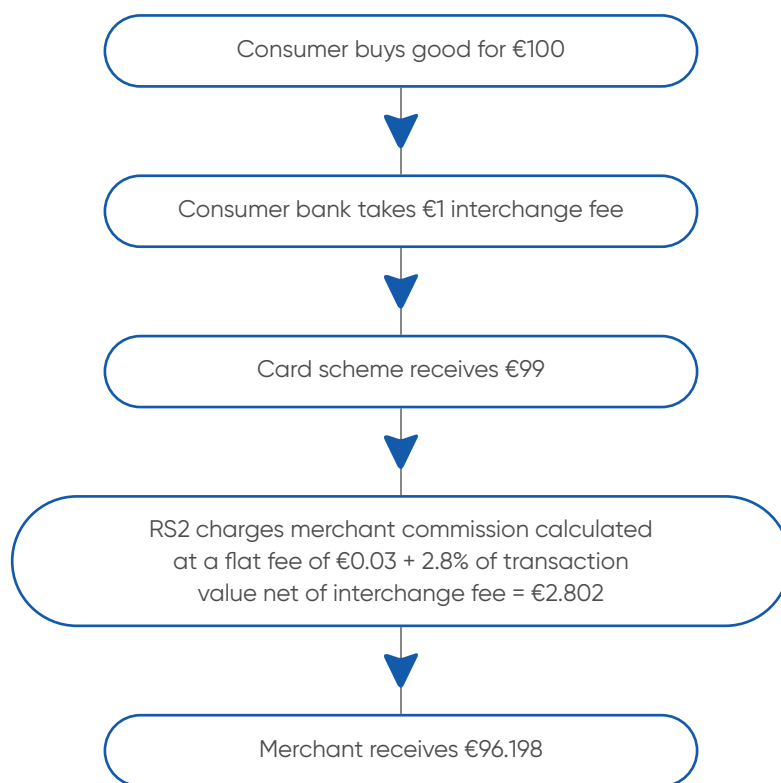 Consumer buys good for €100
Consumer bank takes €1 interchange fee
Card scheme receives €99
RS2 charges merchant commission calculated
at a flat fee of €0.03 + 2.8% of transaction
value net of interchange fee = €2.802
Merchant receives €96.198